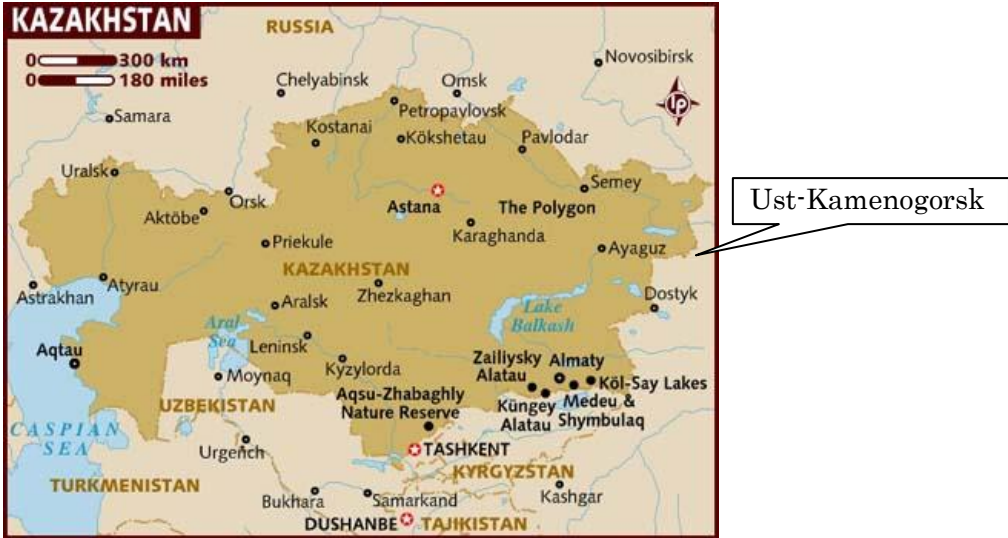 KAZAKHSTAN
RUSSIA
0 300 km
0 180 miles
Novosibirsk
Chelyabinsk
Omsk
lp
Samara
Petropavlovsk
Kostanai
Kökshetau
Pavlodar
Uralsk
Orsk
Semey
Astana
The Polygon
Ust-Kamenogorsk
Aktöbe
Karaghanda
Priekule
Ayaguz
KAZAKHSTAN
Astrakhan
Atyrau
Zhezkaghan
Dostyk
Aralsk
Lake
Balkash
Aral
Sea
Leninsk
Aqtau
Kyzylorda
Zailiysky
Alatau
Almaty
Moynaq
Aqsu-Zhabaghly
Nature Reserve
Köl-Say Lakes
Küngey
Alatau
Medeu &
Shymbulaq
UZBEKISTAN
CASPIAN
SEA
Urgench
TASHKENT
KYRGYZSTAN
TURKMENISTAN
Bukhara
Samarkand
Kashgar
DUSHANBE
TAJIKISTAN